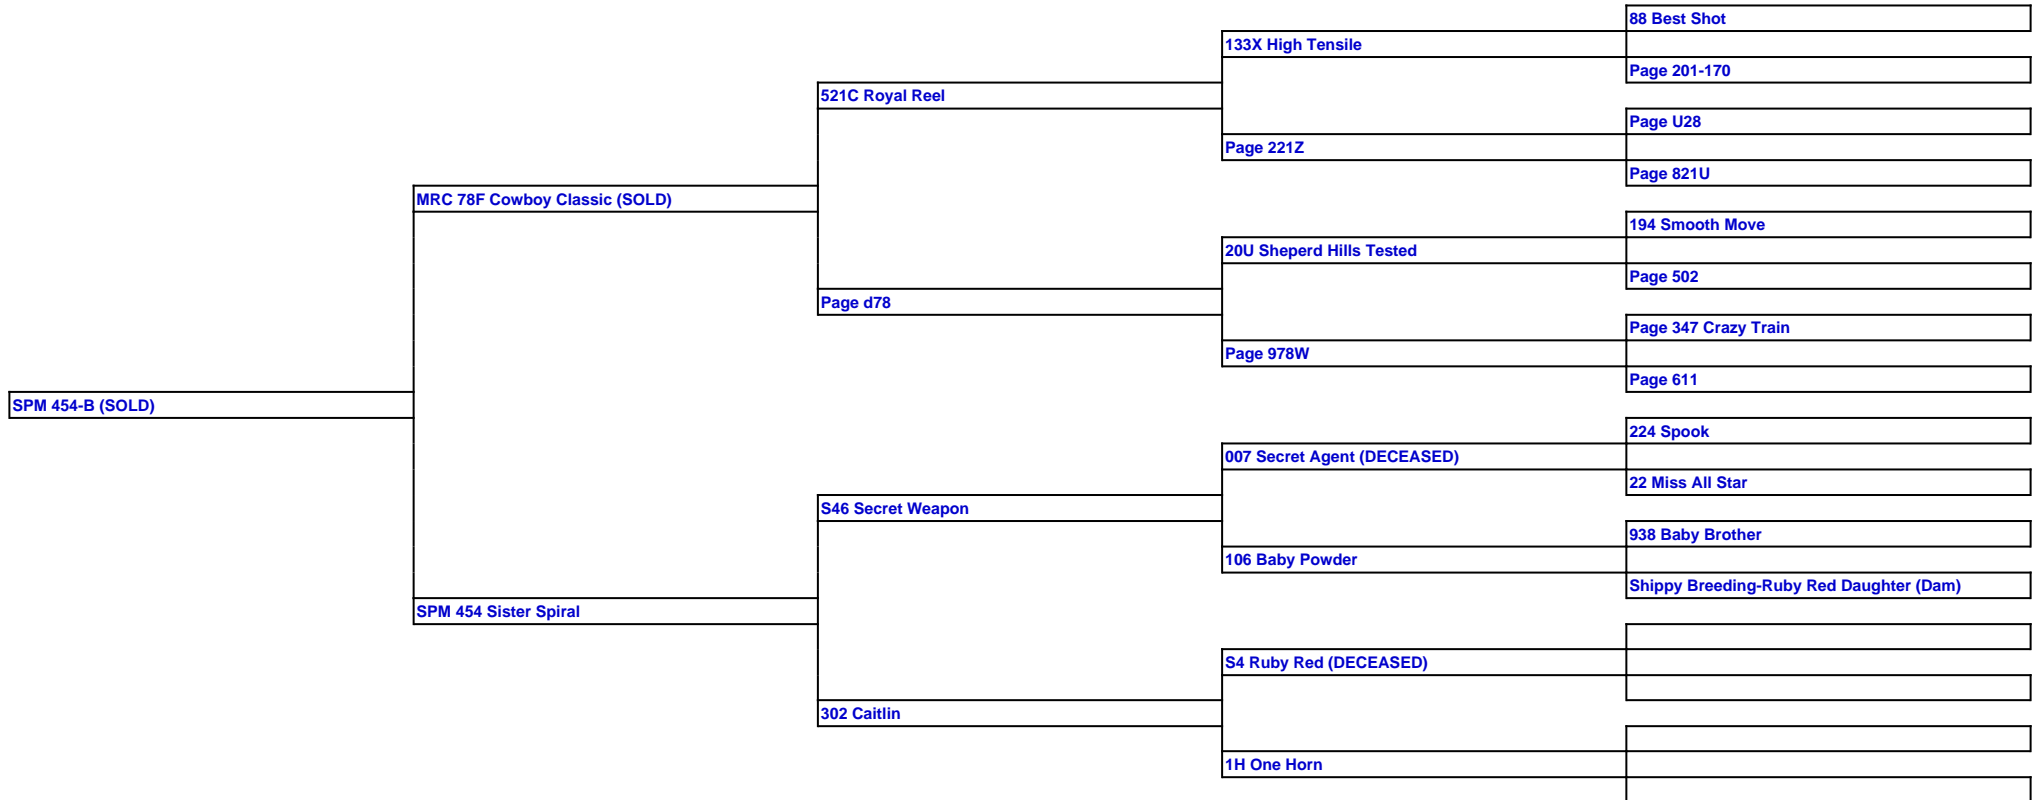 88 Best Shot
133X High Tensile
Page 201-170
521C Royal Reel
Page U28
Page 221Z
Page 821U
MRC 78F Cowboy Classic (SOLD)
194 Smooth Move
20U Sheperd Hills Tested
Page 502
Page d78
Page 347 Crazy Train
Page 978W
Page 611
SPM 454-B (SOLD)
224 Spook
007 Secret Agent (DECEASED)
22 Miss All Star
S46 Secret Weapon
938 Baby Brother
106 Baby Powder
Shippy Breeding-Ruby Red Daughter (Dam)
SPM 454 Sister Spiral
S4 Ruby Red (DECEASED)
302 Caitlin
1H One Horn